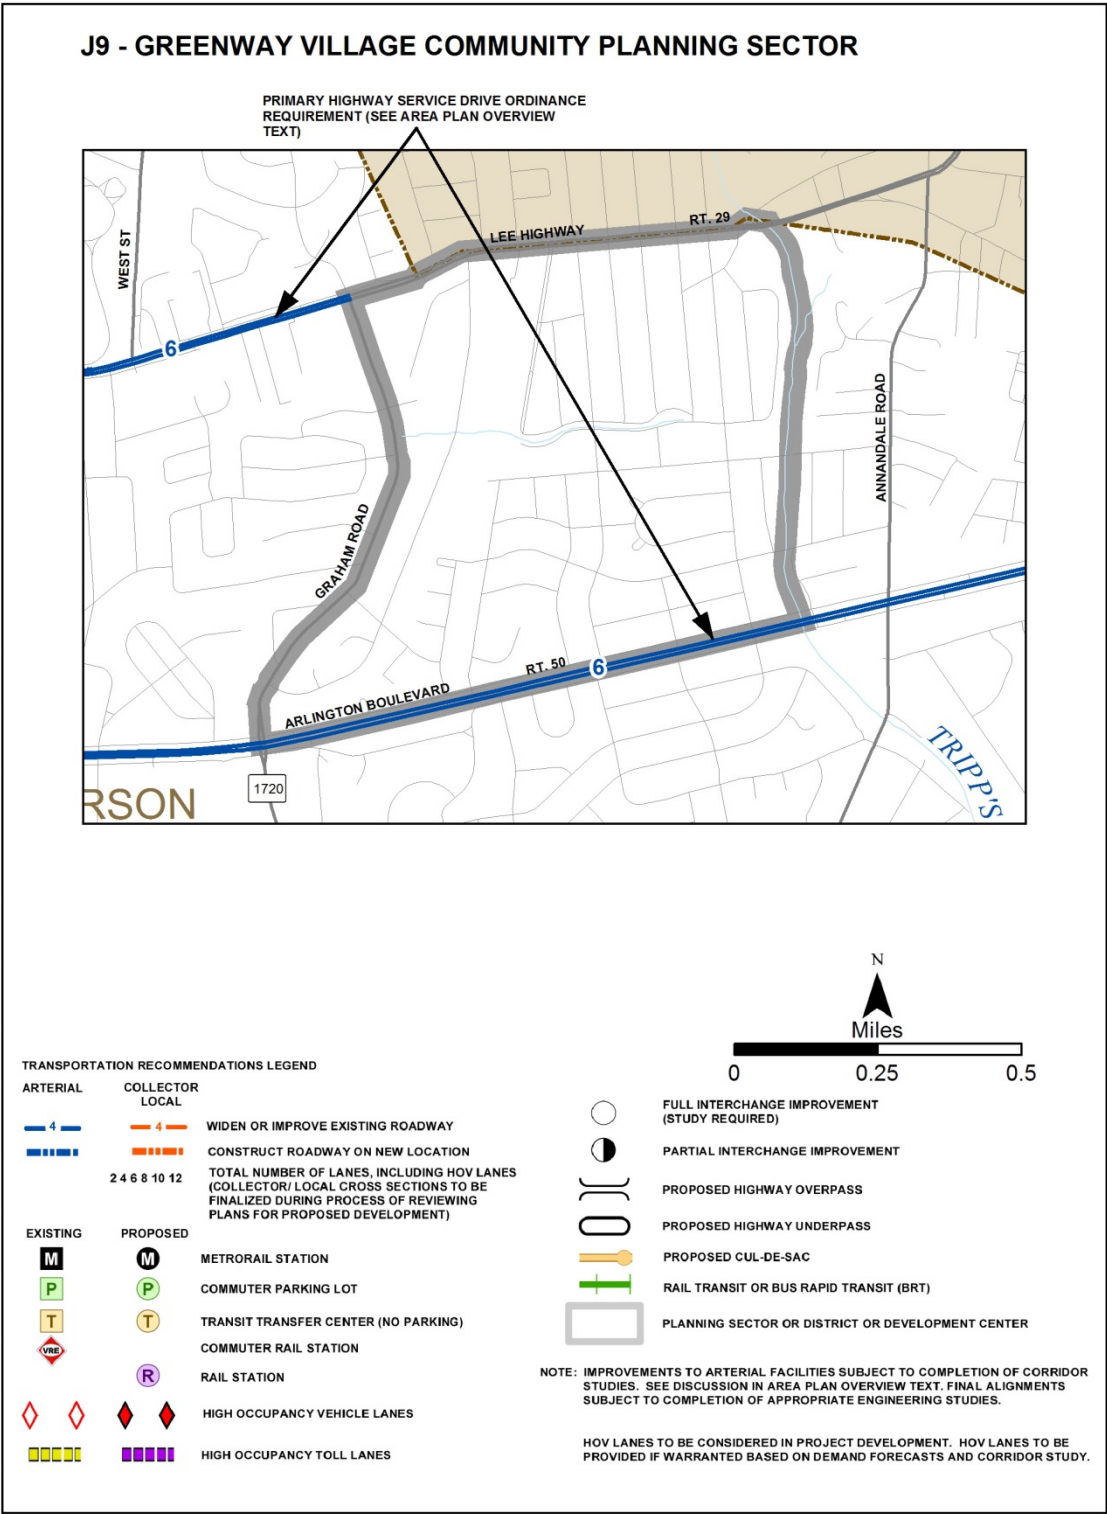 J9 - GREENWAY VILLAGE COMMUNITY PLANNING SECTOR
PRIMARY HIGHWAY SERVICE DRIVE ORDINANCE
REQUIREMENT (SEE AREA PLAN OVERVIEW
TEXT)
WEST ST
LEE HIGHWAY
RT. 29
6
ANNANDALE ROAD
GRAHAM ROAD
RT. 50
6
ARLINGTON BOULEVARD
1720
RSON
TRIPP'S
N
Miles
0 0.25 0.5
TRANSPORTATION RECOMMENDATIONS LEGEND
ARTERIAL
COLLECTOR
LOCAL
4 4 WIDEN OR IMPROVE EXISTING ROADWAY
CONSTRUCT ROADWAY ON NEW LOCATION
2 4 6 8 10 12 TOTAL NUMBER OF LANES, INCLUDING HOV LANES
(COLLECTOR/ LOCAL CROSS SECTIONS TO BE
FINALIZED DURING PROCESS OF REVIEWING
PLANS FOR PROPOSED DEVELOPMENT)
EXISTING PROPOSED
M M METRORAIL STATION
P P COMMUTER PARKING LOT
T T TRANSIT TRANSFER CENTER (NO PARKING)
VRE COMMUTER RAIL STATION
R RAIL STATION
HIGH OCCUPANCY VEHICLE LANES
HIGH OCCUPANCY TOLL LANES
FULL INTERCHANGE IMPROVEMENT
(STUDY REQUIRED)
PARTIAL INTERCHANGE IMPROVEMENT
PROPOSED HIGHWAY OVERPASS
PROPOSED HIGHWAY UNDERPASS
PROPOSED CUL-DE-SAC
RAIL TRANSIT OR BUS RAPID TRANSIT (BRT)
PLANNING SECTOR OR DISTRICT OR DEVELOPMENT CENTER
NOTE: IMPROVEMENTS TO ARTERIAL FACILITIES SUBJECT TO COMPLETION OF CORRIDOR
STUDIES. SEE DISCUSSION IN AREA PLAN OVERVIEW TEXT. FINAL ALIGNMENTS
SUBJECT TO COMPLETION OF APPROPRIATE ENGINEERING STUDIES.
HOV LANES TO BE CONSIDERED IN PROJECT DEVELOPMENT. HOV LANES TO BE
PROVIDED IF WARRANTED BASED ON DEMAND FORECASTS AND CORRIDOR STUDY.